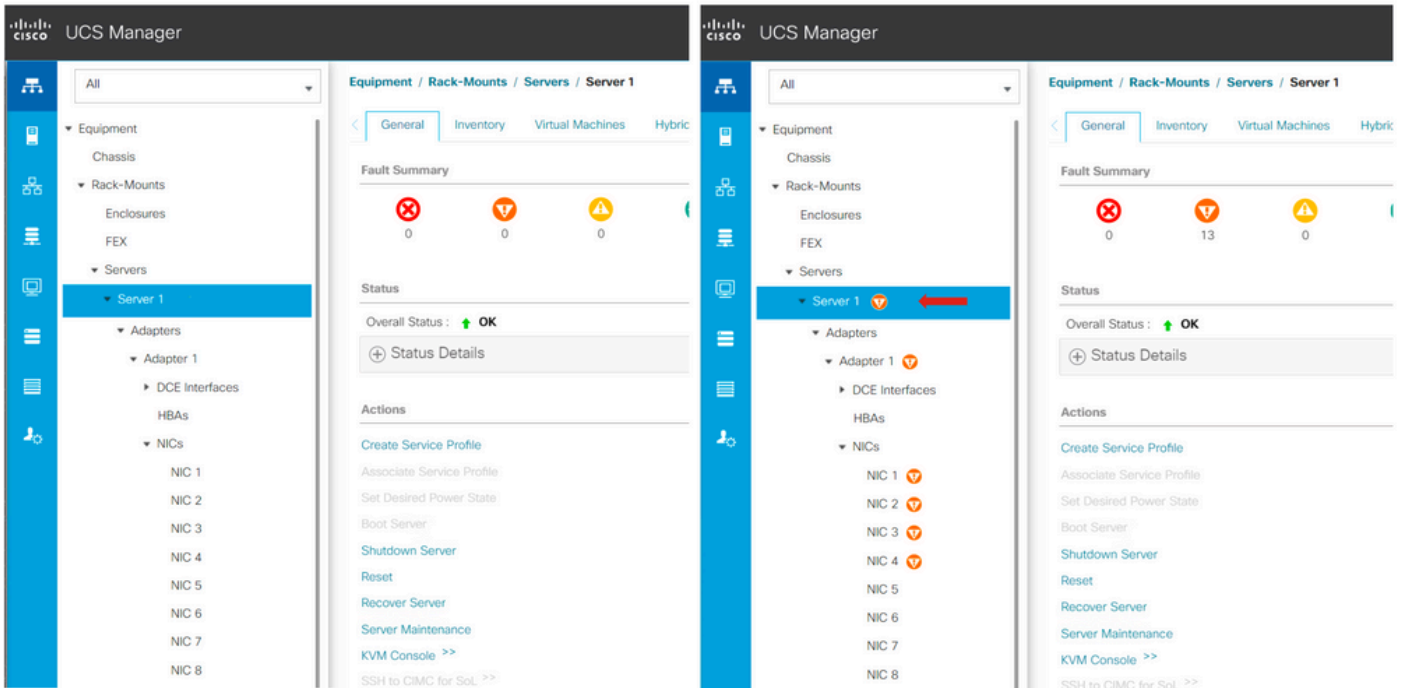 cisco UCS Manager
All
Equipment
Chassis
Rack-Mounts
Enclosures
FEX
Servers
Server 1
Adapters
Adapter 1
DCE Interfaces
HBAs
NICs
NIC 1
NIC 2
NIC 3
NIC 4
NIC 5
NIC 6
NIC 7
NIC 8
Equipment / Rack-Mounts / Servers / Server 1
General Inventory Virtual Machines
Fault Summary
0 0 0
Status
Overall Status : OK
Status Details
Actions
Create Service Profile
Associate Service Profile
Set Desired Power State
Boot Server
Shutdown Server
Reset
Recover Server
Server Maintenance
KVM Console >>
SSH to CIMC for SoL >>
cisco UCS Manager
All
Equipment
Chassis
Rack-Mounts
Enclosures
FEX
Servers
Server 1
Adapters
Adapter 1
DCE Interfaces
HBAs
NICs
NIC 1
NIC 2
NIC 3
NIC 4
NIC 5
NIC 6
NIC 7
NIC 8
Equipment / Rack-Mounts / Servers / Server 1
General Inventory Virtual Machines
Fault Summary
0 13 0
Status
Overall Status : OK
Status Details
Actions
Create Service Profile
Associate Service Profile
Set Desired Power State
Boot Server
Shutdown Server
Reset
Recover Server
Server Maintenance
KVM Console >>
SSH to CIMC for SoL >>